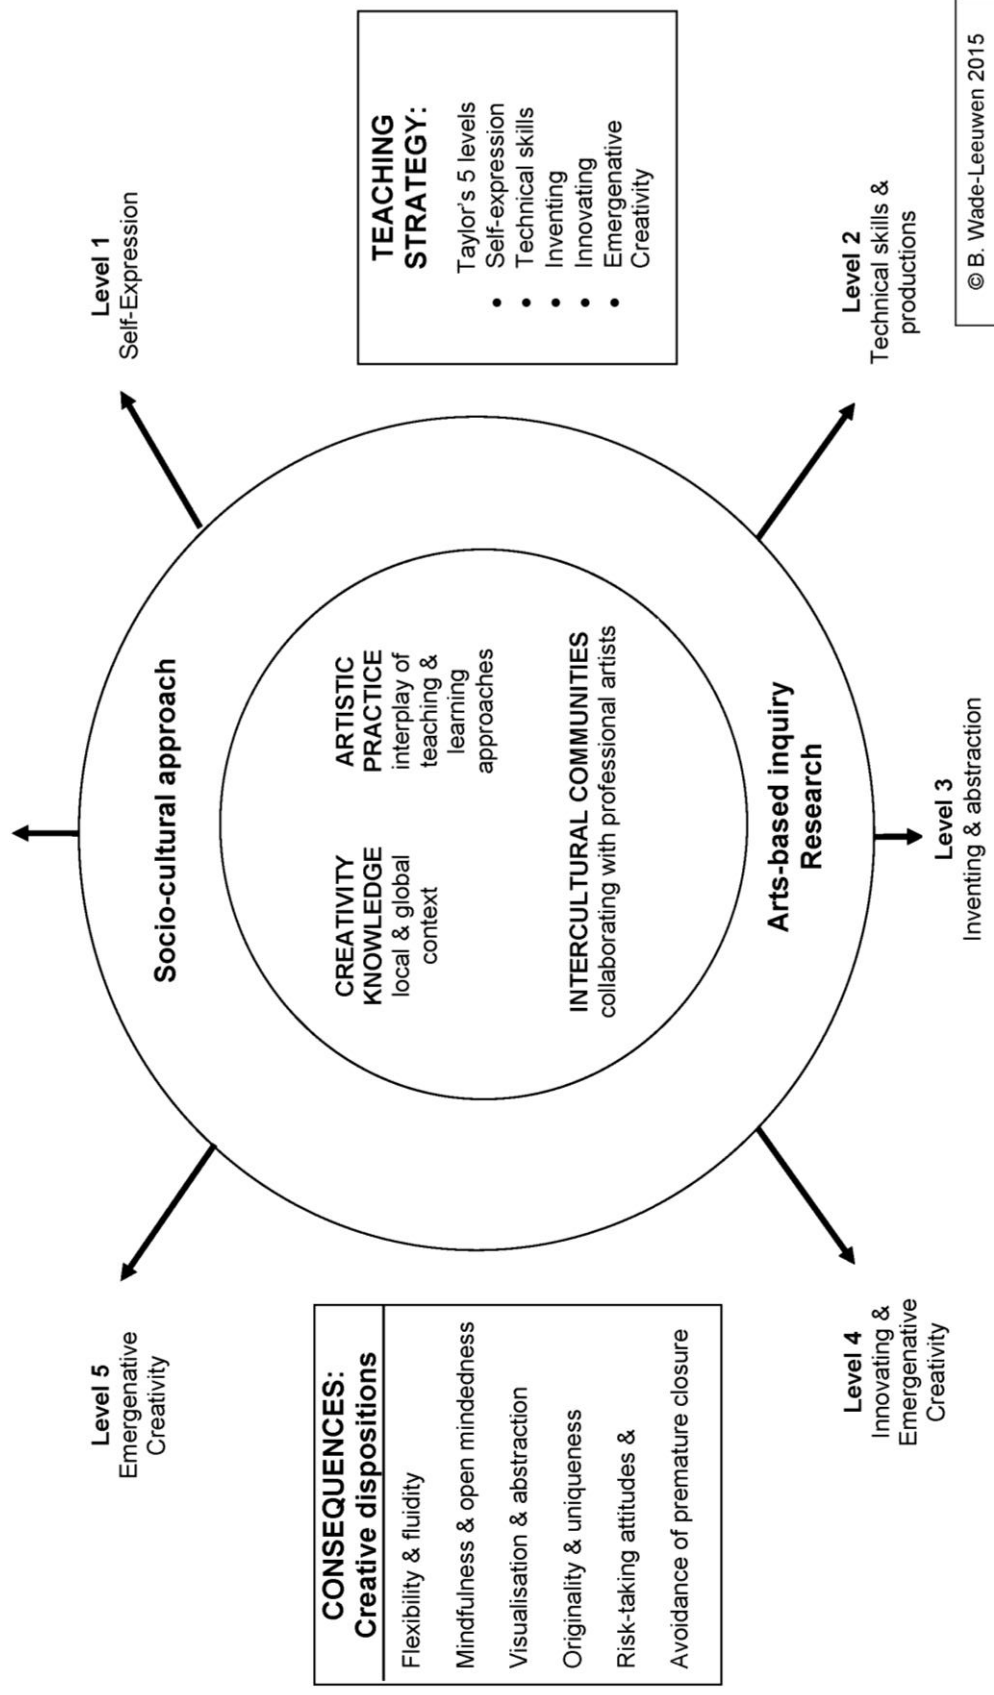 Level 5
Emergenative
Creativity
Level 1
Self-Expression
CONSEQUENCES:
Creative dispositions
Flexibility & fluidity
Mindfulness & open mindedness
Visualisation & abstraction
Originality & uniqueness
Risk-taking attitudes &
Avoidance of premature closure
Socio-cultural approach
CREATIVITY
KNOWLEDGE
local & global
context
ARTISTIC
PRACTICE
interplay of
teaching &
learning
approaches
INTERCULTURAL COMMUNITIES
collaborating with professional artists
Arts-based inquiry
Research
TEACHING
STRATEGY:
Taylor's 5 levels
• Self-expression
• Technical skills
• Inventing
• Innovating
• Emergenative
Creativity
Level 4
Innovating &
Emergenative
Creativity
Level 3
Inventing & abstraction
Level 2
Technical skills &
productions
© B. Wade-Leeuwen 2015